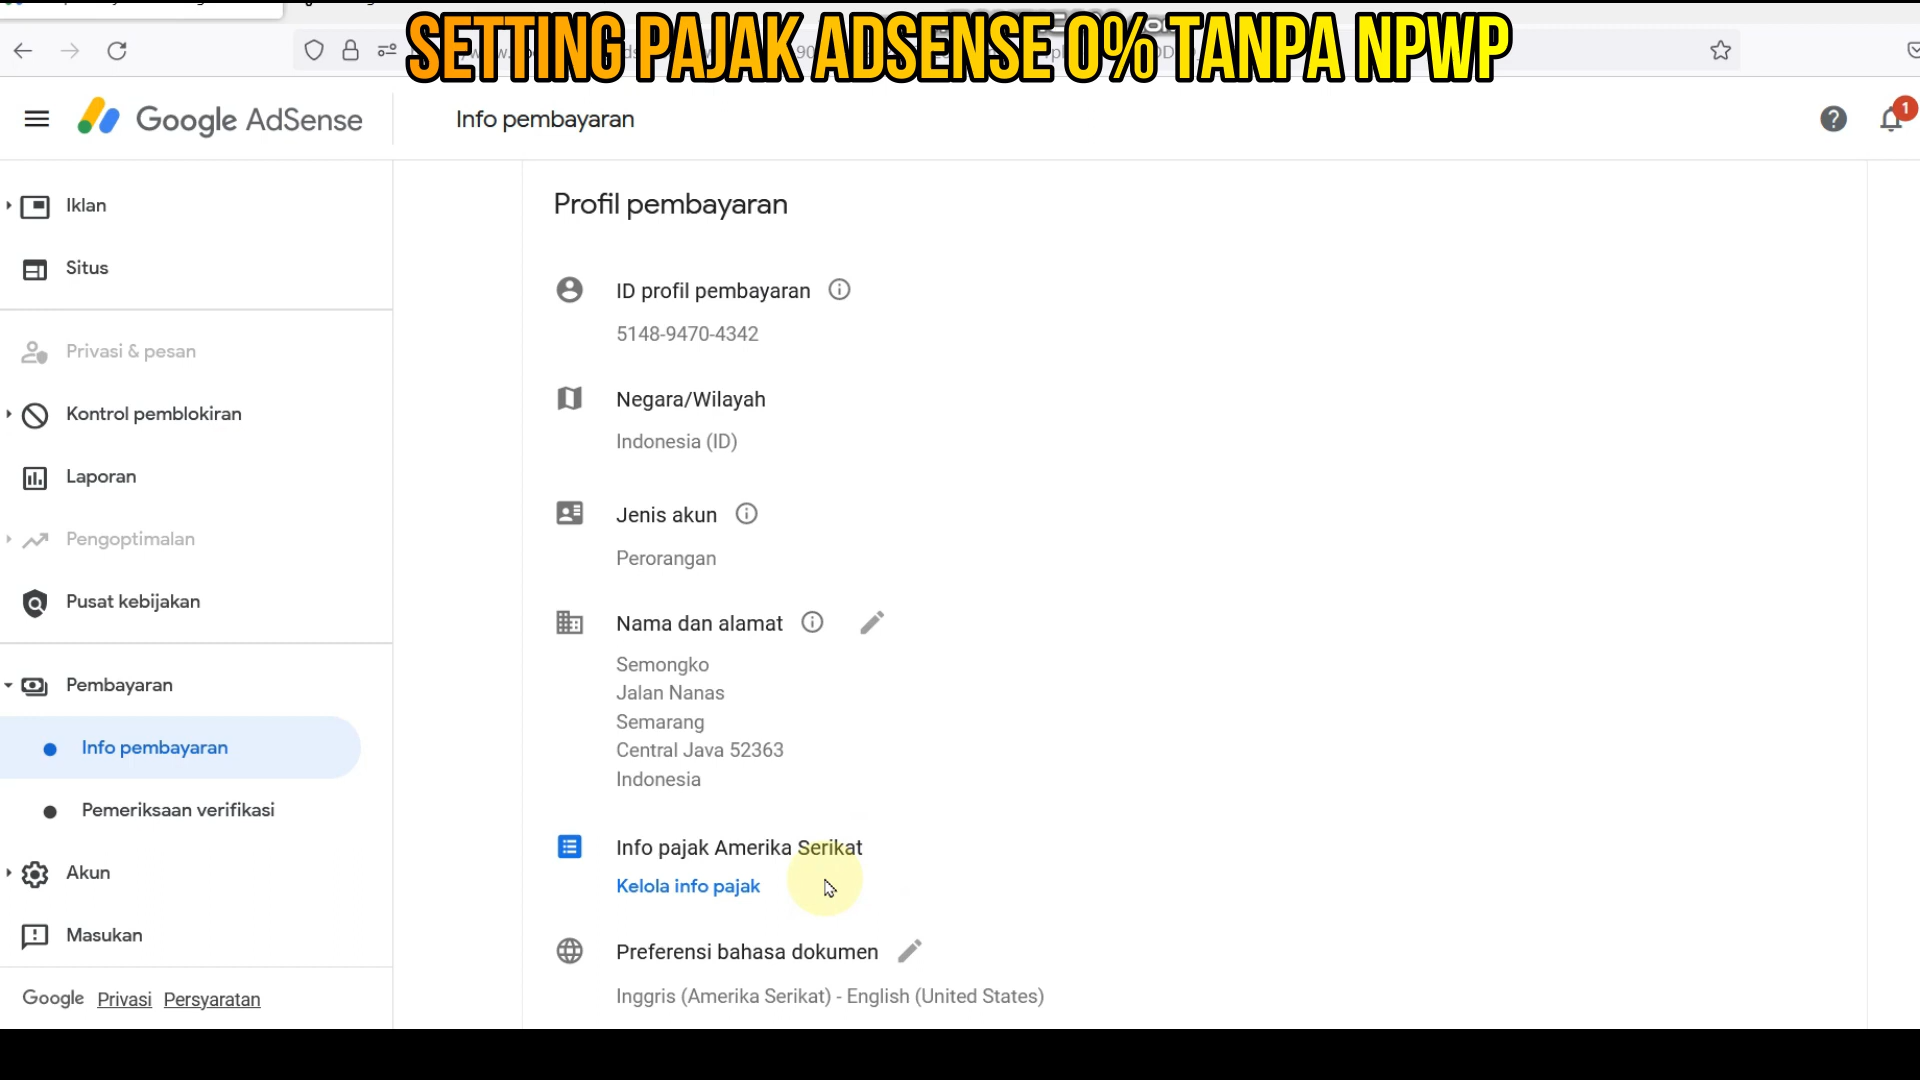 SETTING PAJAK ADSENSE 0% TANPA NPWP
Google AdSense
Info pembayaran
1
Iklan
Situs
Privasi & pesan
Kontrol pemblokiran
Laporan
Pengoptimalan
Pusat kebijakan
Pembayaran
Info pembayaran
Pemeriksaan verifikasi
Akun
Masukan
Google Privasi Persyaratan
Profil pembayaran
ID profil pembayaran
5148-9470-4342
Negara/Wilayah
Indonesia (ID)
Jenis akun
Perorangan
Nama dan alamat
Semongko
Jalan Nanas
Semarang
Central Java 52363
Indonesia
Info pajak Amerika Serikat
Kelola info pajak
Preferensi bahasa dokumen
Inggris (Amerika Serikat) - English (United States)